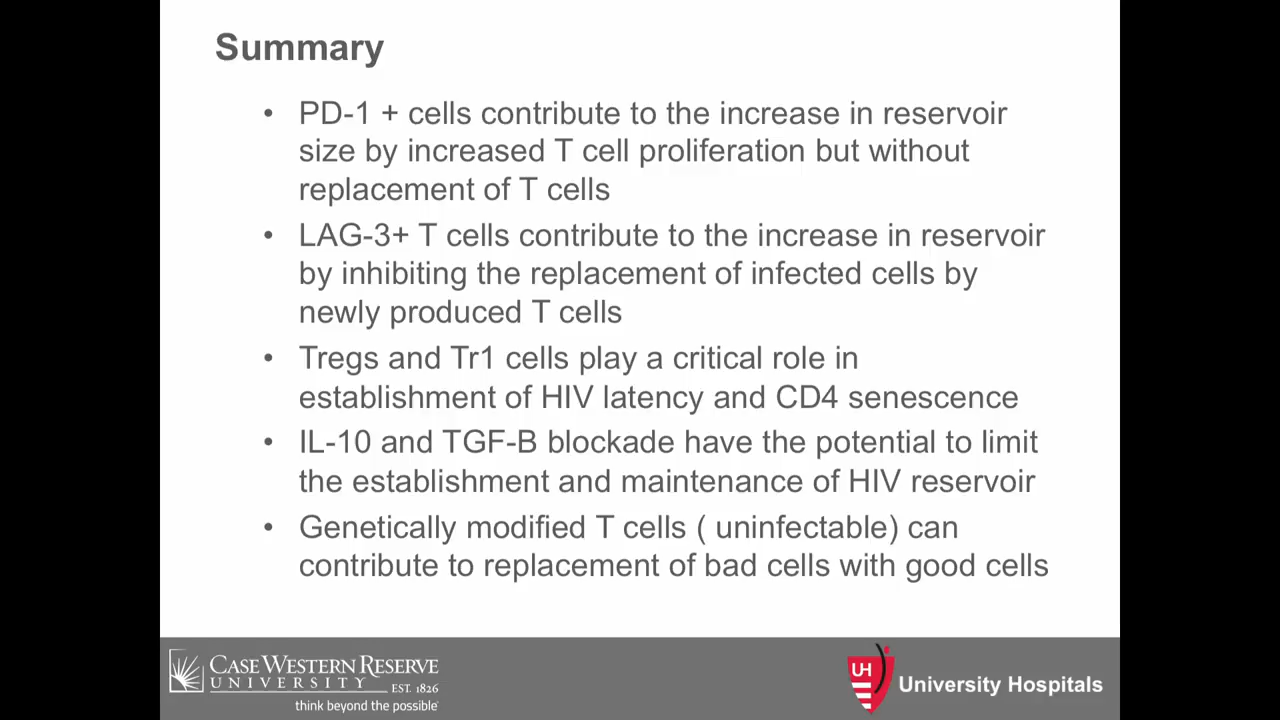 Summary
• PD-1 + cells contribute to the increase in reservoir
size by increased T cell proliferation but without
replacement of T cells
• LAG-3+ T cells contribute to the increase in reservoir
by inhibiting the replacement of infected cells by
newly produced T cells
• Tregs and Tr1 cells play a critical role in
establishment of HIV latency and CD4 senescence
• IL-10 and TGF-B blockade have the potential to limit
the establishment and maintenance of HIV reservoir
• Genetically modified T cells ( uninfectable) can
contribute to replacement of bad cells with good cells
CASE WESTERN RESERVE
UNIVERSITY EST. 1826
think beyond the possible
UH
University Hospitals